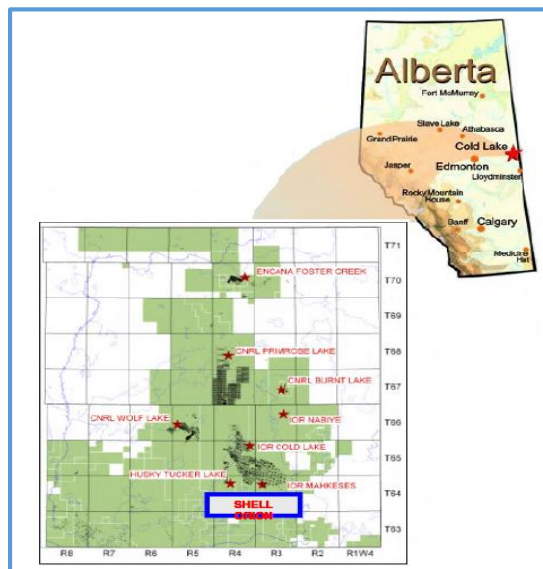 Alberta
Fort McMurray
Slave Lake
Athabasca
Grand Prairie
Cold Lake
Jasper
Edmonton
Lloydminster
Rocky Mountain
House
Banff
Calgary
Medicine
Hat
T71
ENCANA FOSTER CREEK
T70
T69
CNRL PRIMROSE LAKE
T68
CNRL BURNT LAKE
T67
CNRL WOLF LAKE
IOR NABIYE
T66
IOR COLD LAKE
T65
HUSKY TUCKER LAKE
IOR MAHKESES
T64
SHELL
ORION
T63
R8 R7 R6 R5 R4 R3 R2 R1W4